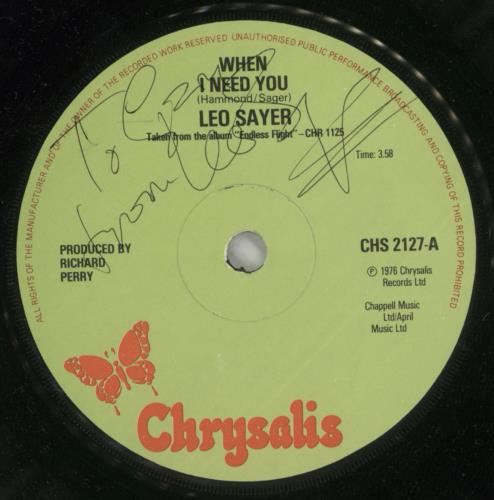 ALL RIGHTS OF THE MANUFACTURER AND OF THE OWNER OF THE RECORDED WORK RESERVED UNAUTHORISED PUBLIC PERFORMANCE BROADCASTING AND COPYING OF THIS RECORD PROHIBITED
WHEN
I NEED YOU
(Hammond/Sager)
LEO SAYER
Taken from the album "Endless Flight"–CHR 1125
Time: 3.58
To
from Leo
PRODUCED BY
RICHARD
PERRY
CHS 2127-A
Ⓟ 1976 Chrysalis
Records Ltd
Chappell Music
Ltd/April
Music Ltd
Chrysalis